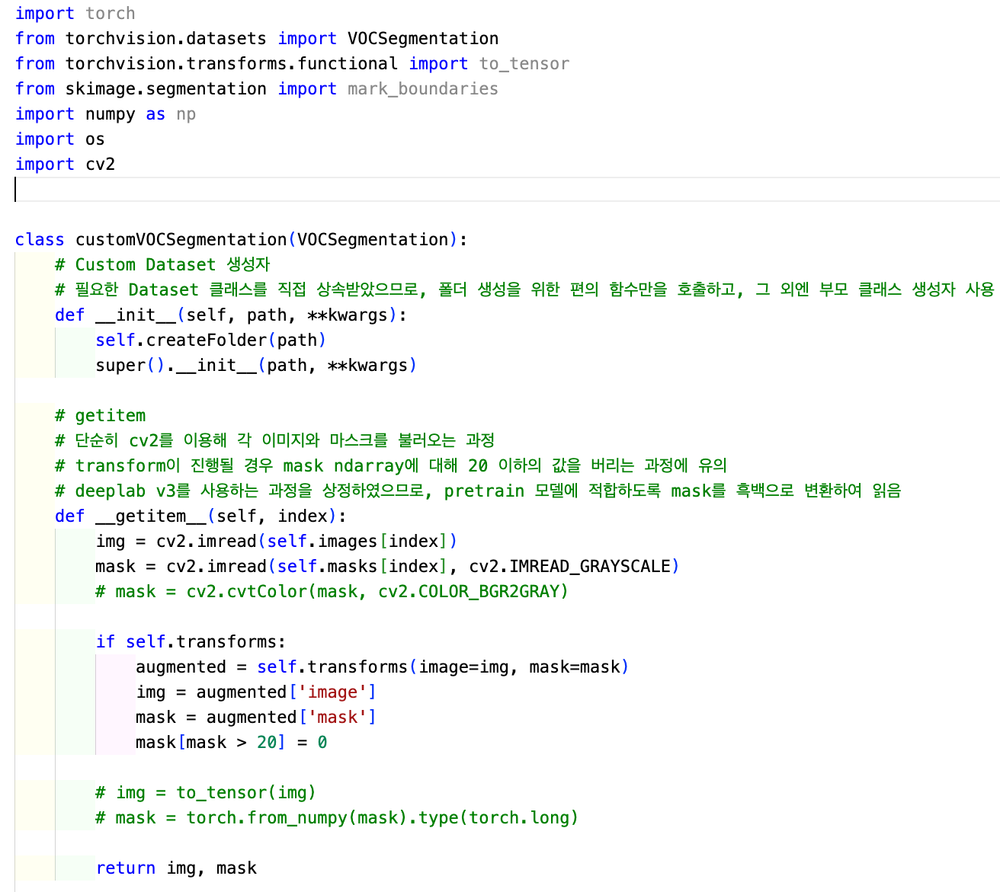 import torch
from torchvision.datasets import VOCSegmentation
from torchvision.transforms.functional import to_tensor
from skimage.segmentation import mark_boundaries
import numpy as np
import os
import cv2
class customVOCSegmentation(VOCSegmentation):
# Custom Dataset 생성자
# 필요한 Dataset 클래스를 직접 상속받았으므로, 폴더 생성을 위한 편의 함수만을 호출하고, 그 외엔 부모 클래스 생성자 사용
def __init__(self, path, **kwargs):
self.createFolder(path)
super().__init__(path, **kwargs)
# getitem
# 단순히 cv2를 이용해 각 이미지와 마스크를 불러오는 과정
# transform이 진행될 경우 mask ndarray에 대해 20 이하의 값을 버리는 과정에 유의
# deeplab v3를 사용하는 과정을 상정하였으므로, pretrain 모델에 적합하도록 mask를 흑백으로 변환하여 읽음
def __getitem__(self, index):
img = cv2.imread(self.images[index])
mask = cv2.imread(self.masks[index], cv2.IMREAD_GRAYSCALE)
# mask = cv2.cvtColor(mask, cv2.COLOR_BGR2GRAY)
if self.transforms:
augmented = self.transforms(image=img, mask=mask)
img = augmented['image']
mask = augmented['mask']
mask[mask > 20] = 0
# img = to_tensor(img)
# mask = torch.from_numpy(mask).type(torch.long)
return img, mask